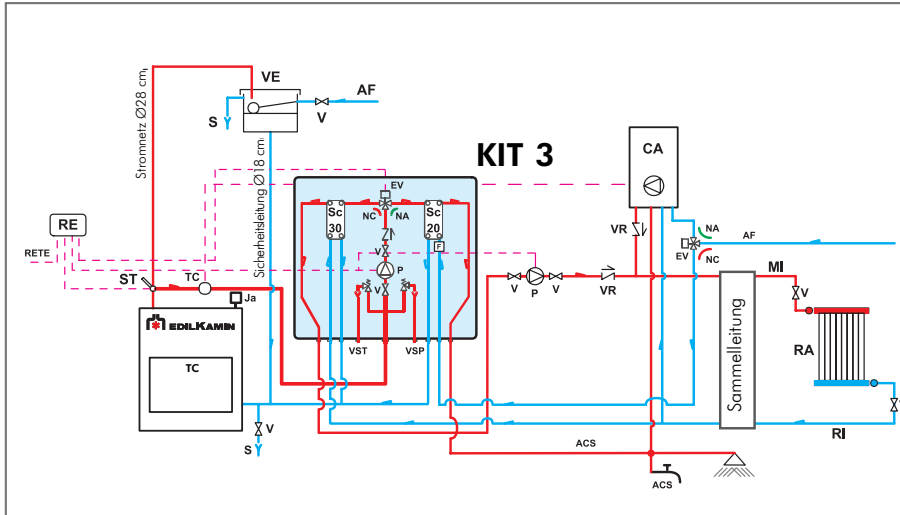 VE
AF
S
V
Stromnetz Ø28 cm
Sicherheitsleitung Ø18 cm
KIT 3
CA
EV
NC
NA
Sc
30
Sc
20
F
V
P
V
VST
VSP
RE
RETE
ST
TC
Ja
EDILKAMIN
TC
V
S
V
P
V
VR
VR
NA
EV
NC
AF
MI
V
Sammelleitung
RA
V
RI
ACS
ACS